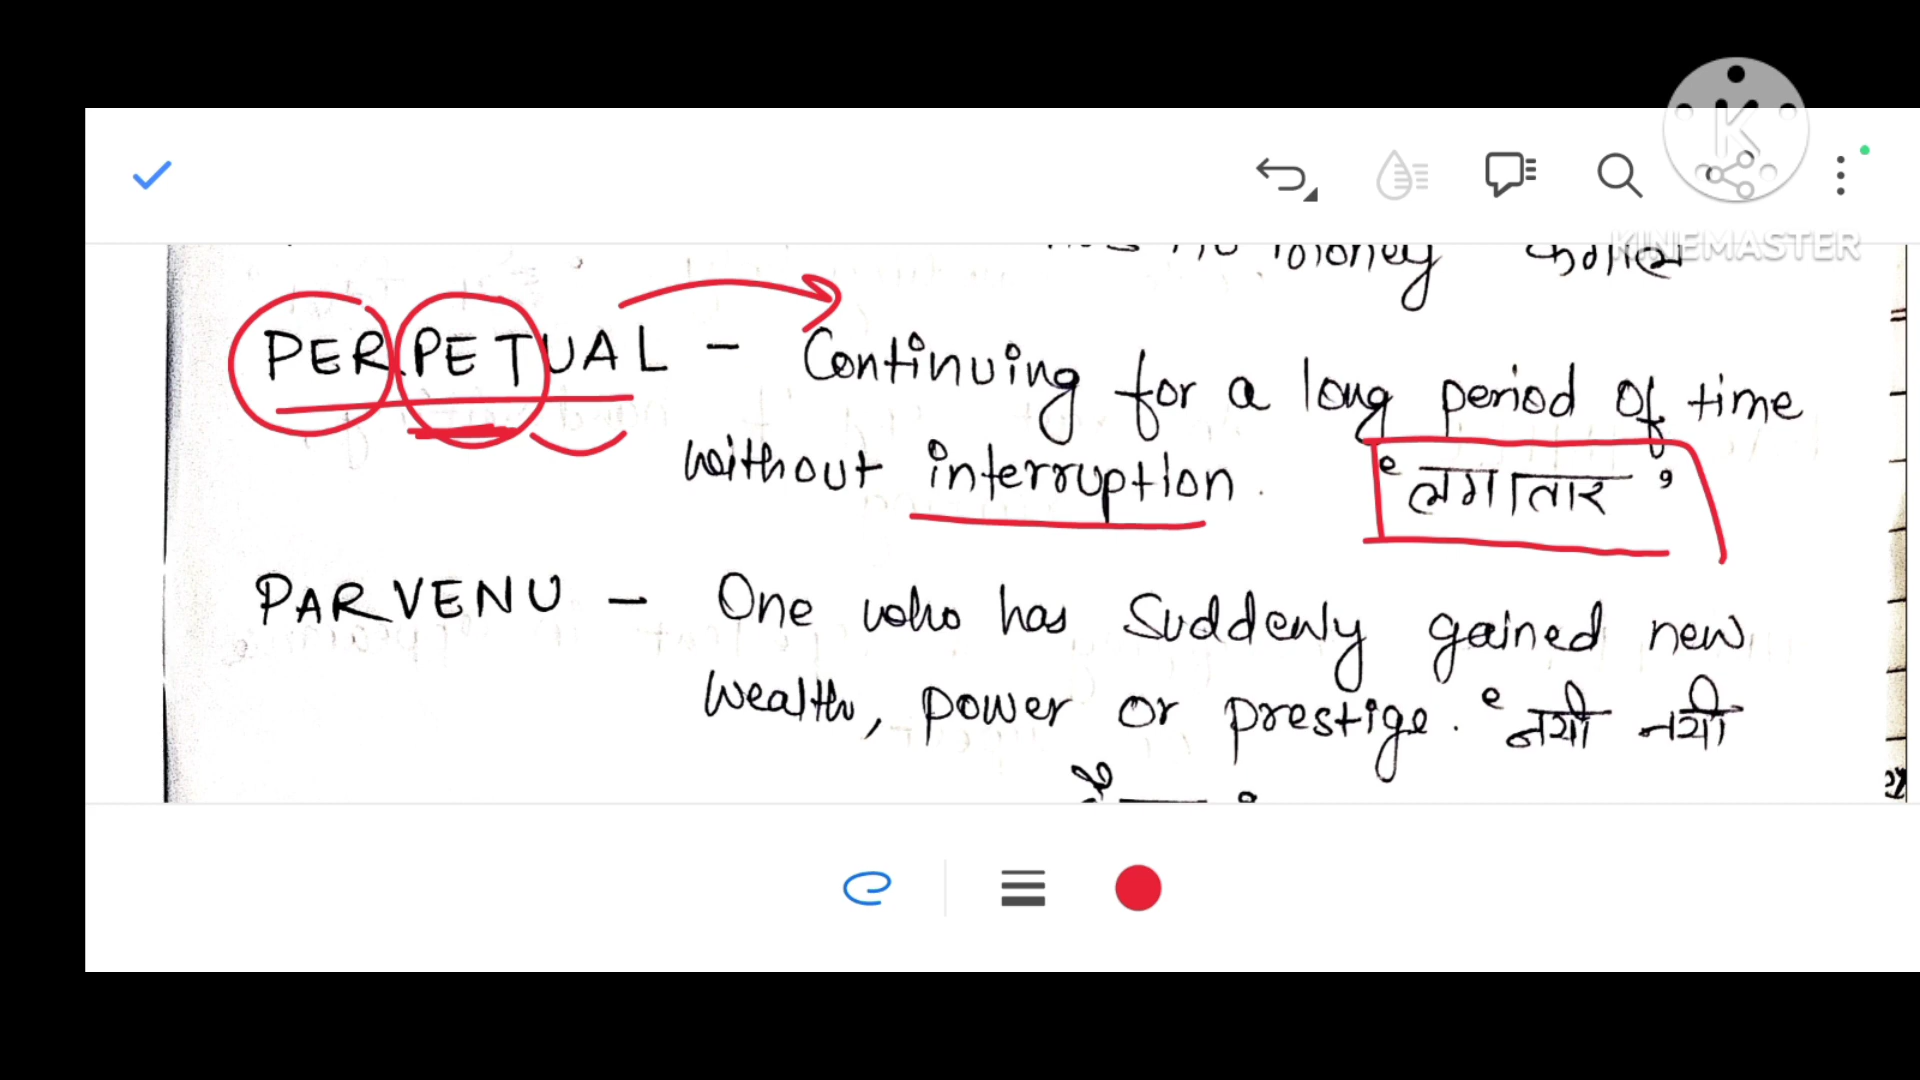 KINEMASTER
money कंगाल
PERPETUAL - Continuing for a long period of time
without interruption. 'लगातार'
PARVENU - One who has Suddenly gained new
wealth, power or prestige. 'नयी नयी